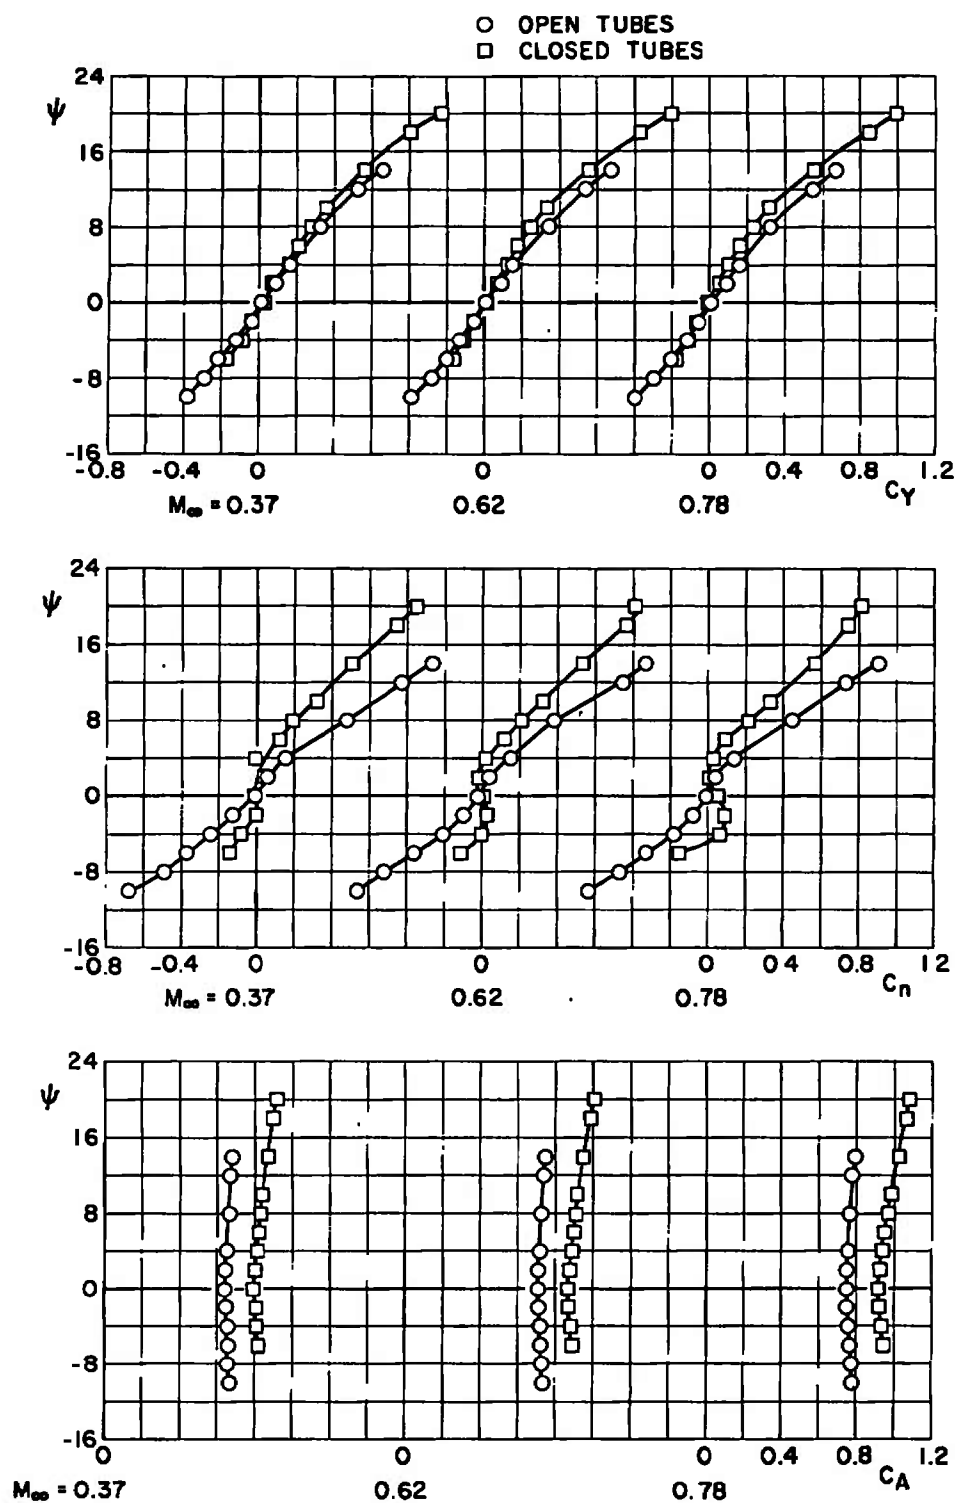 OPEN TUBES
CLOSED TUBES
24
ψ
16
8
0
-8
-16
-0.8 -0.4 0 0 0 0.4 0.8 1.2
C_Y
M∞ = 0.37 0.62 0.78
24
ψ
16
8
0
-8
-16
-0.8 -0.4 0 0 0 0 4 0.8 1 2
C_n
M∞ = 0.37 0.62 0.78
24
ψ
16
8
0
-8
-16
0 0 0 0.4 0.8 1.2
C_A
M∞ = 0.37 0.62 0.78